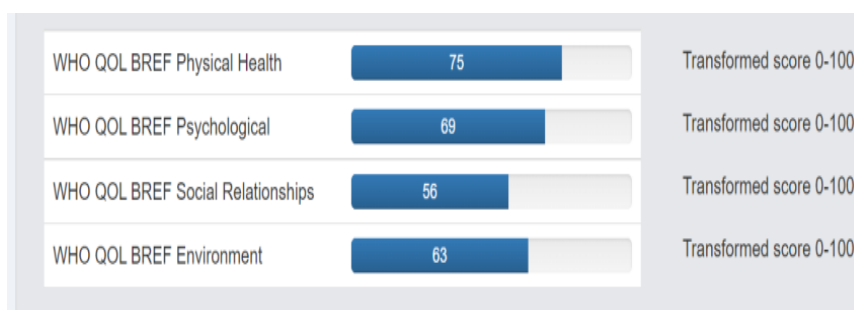 WHO QOL BREF Physical Health 75 Transformed score 0-100
WHO QOL BREF Psychological 69 Transformed score 0-100
WHO QOL BREF Social Relationships 56 Transformed score 0-100
WHO QOL BREF Environment 63 Transformed score 0-100